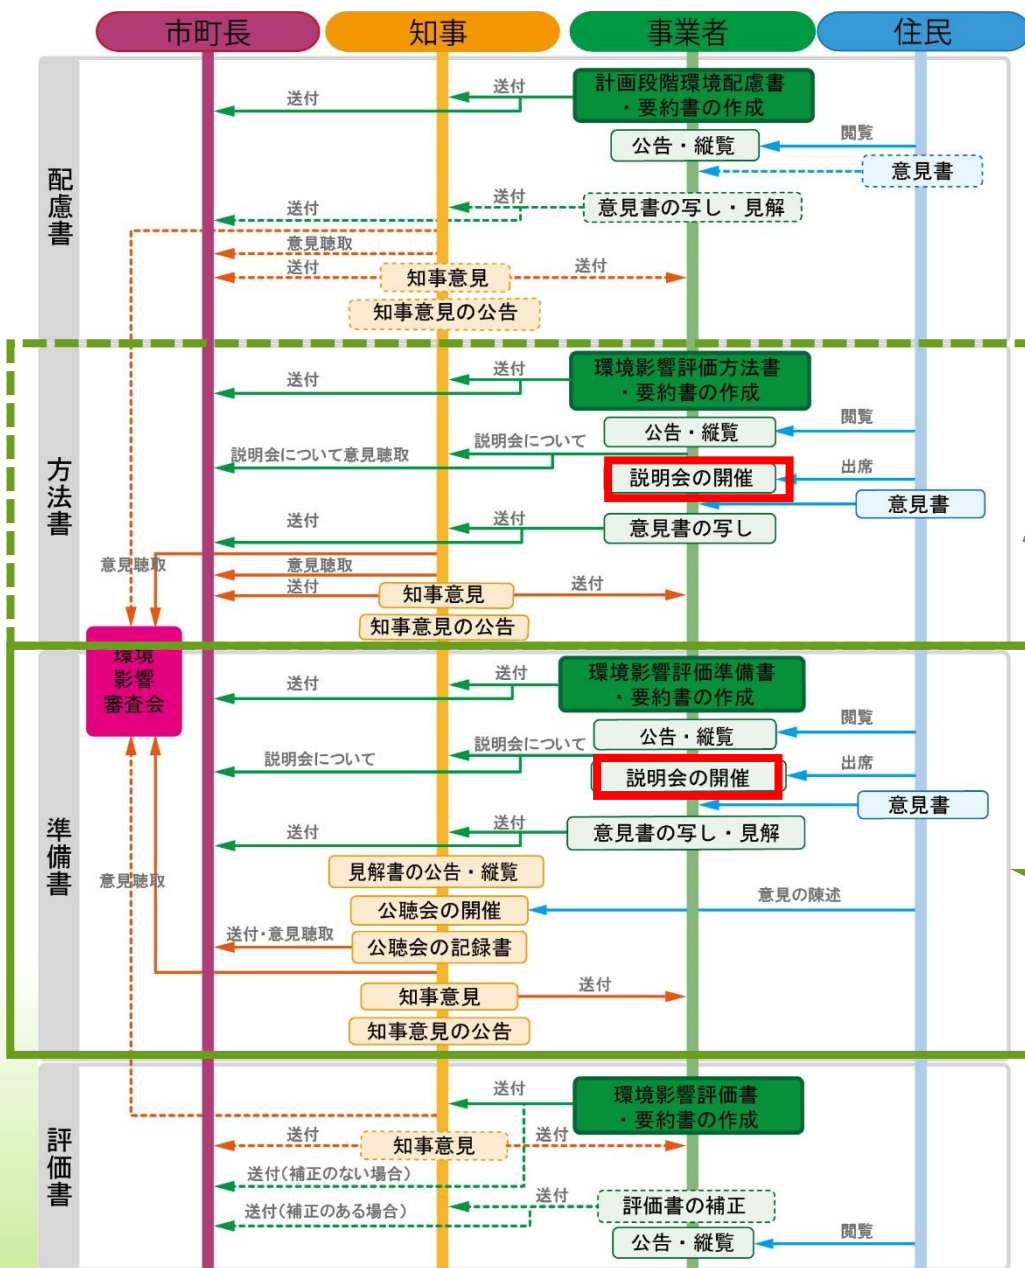 市町長
知事
事業者
住民
配慮書
計画段階環境配慮書
・要約書の作成
送付
送付
公告・縦覧
閲覧
意見書
意見書の写し・見解
送付
送付
意見聴取
送付
知事意見
送付
知事意見の公告
方法書
環境影響評価方法書
・要約書の作成
送付
送付
公告・縦覧
閲覧
説明会について
説明会について意見聴取
説明会の開催
出席
意見書
意見書の写し
送付
送付
意見聴取
意見聴取
送付
知事意見
送付
知事意見の公告
環境
影響
審査会
準備書
環境影響評価準備書
・要約書の作成
送付
送付
公告・縦覧
閲覧
説明会について
説明会について
説明会の開催
出席
意見書
意見書の写し・見解
送付
送付
見解書の公告・縦覧
意見聴取
公聴会の開催
意見の陳述
送付・意見聴取
公聴会の記録書
知事意見
送付
知事意見の公告
評価書
環境影響評価書
・要約書の作成
送付
送付
知事意見
送付
送付(補正のない場合)
評価書の補正
送付
送付(補正のある場合)
公告・縦覧
閲覧